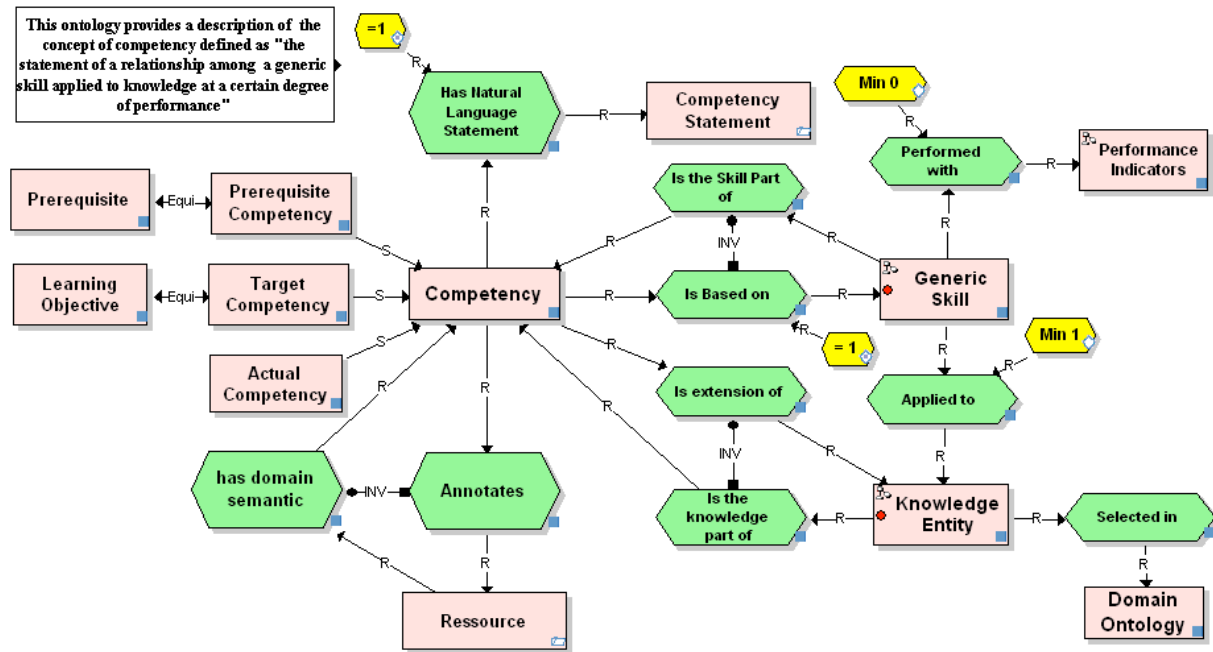 This ontology provides a description of the
concept of competency defined as "the
statement of a relationship among a generic
skill applied to knowledge at a certain degree
of performance"
=1
R
Has Natural
Language
Statement
R
Competency
Statement
Min 0
R
Performed
with
R
Performance
Indicators
Prerequisite
Equi
Prerequisite
Competency
R
Is the Skill Part
of
R
R
R
S
INV
Learning
Objective
Equi
Target
Competency
S
Competency
R
Is Based on
R
Generic
Skill
R
= 1
Min 1
S
R
R
R
Actual
Competency
R
R
Is extension of
Applied to
R
R
INV
R
R
has domain
semantic
INV
Annotates
Is the
knowledge
part of
R
Knowledge
Entity
R
Selected in
R
R
R
Ressource
Domain
Ontology